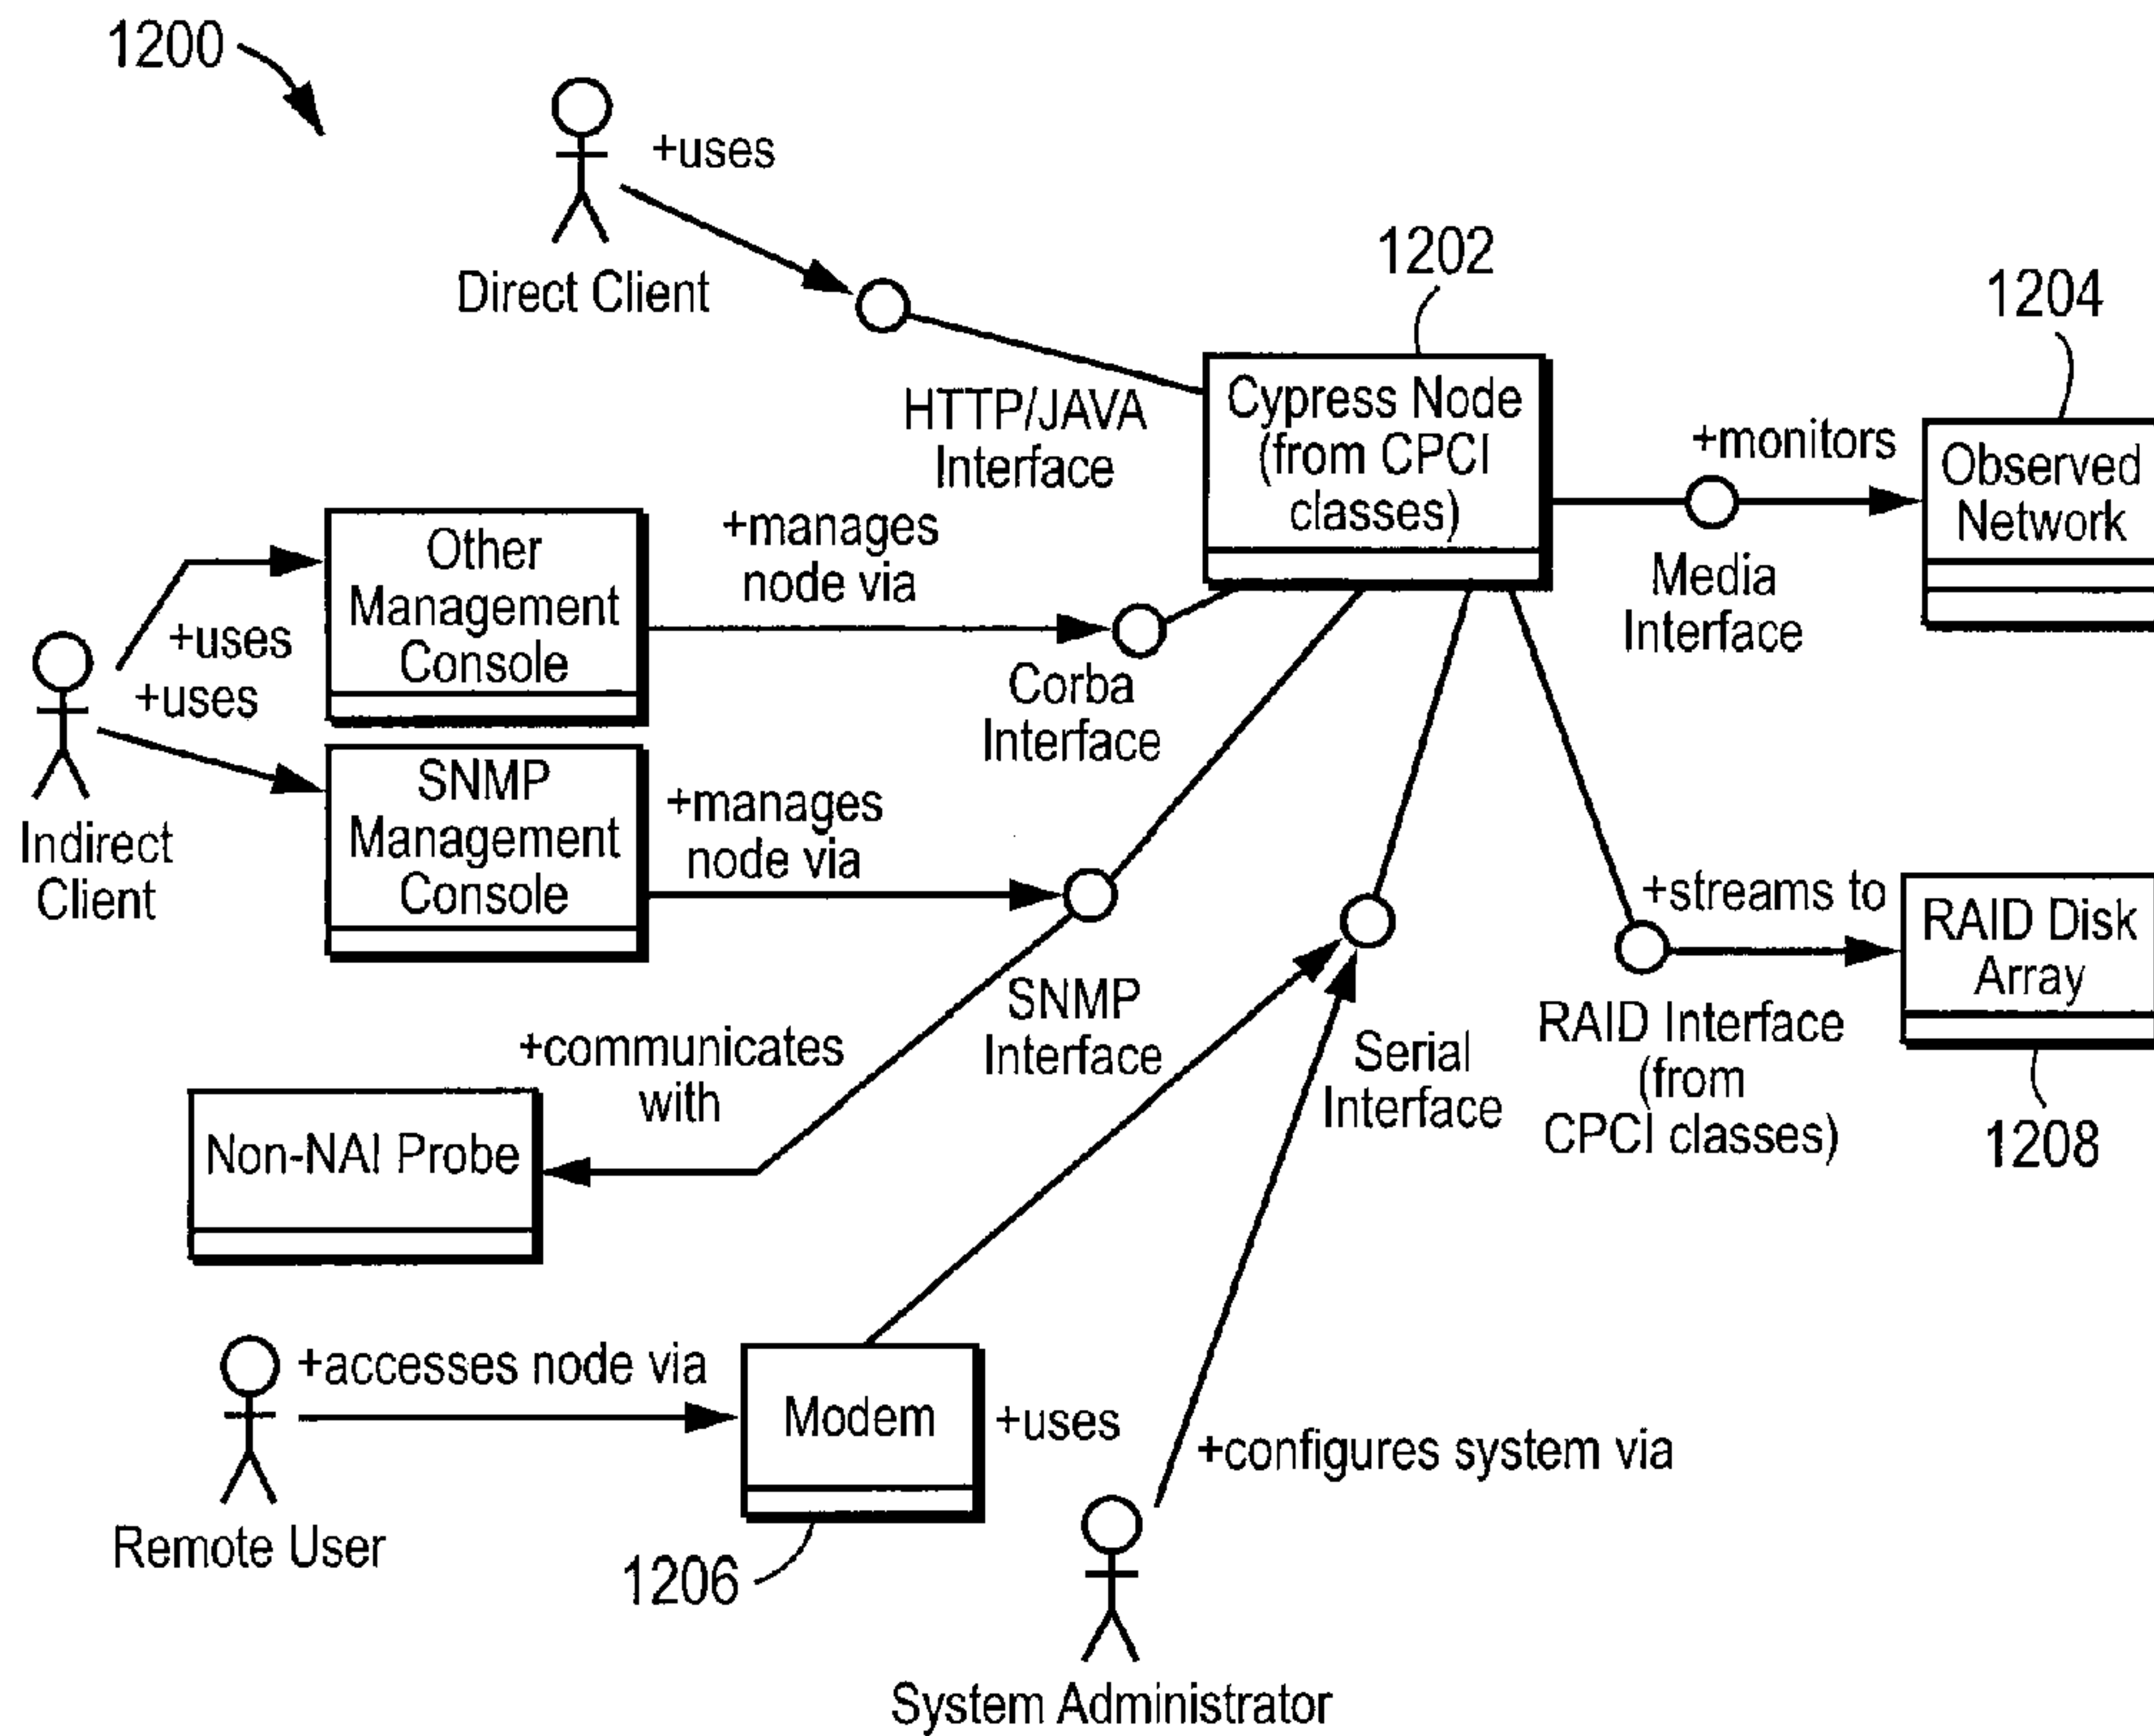 1200
+uses
Direct Client
HTTP/JAVA
Interface
1202
Cypress Node
(from CPCI
classes)
1204
+monitors
Observed
Network
Media
Interface
Other
Management
Console
+manages
node via
Corba
Interface
+uses
+uses
Indirect
Client
SNMP
Management
Console
+manages
node via
SNMP
Interface
+communicates
with
Non-NAI Probe
Serial
Interface
+streams to
RAID Disk
Array
RAID Interface
(from
CPCI classes)
1208
+accesses node via
Remote User
Modem
+uses
1206
+configures system via
System Administrator